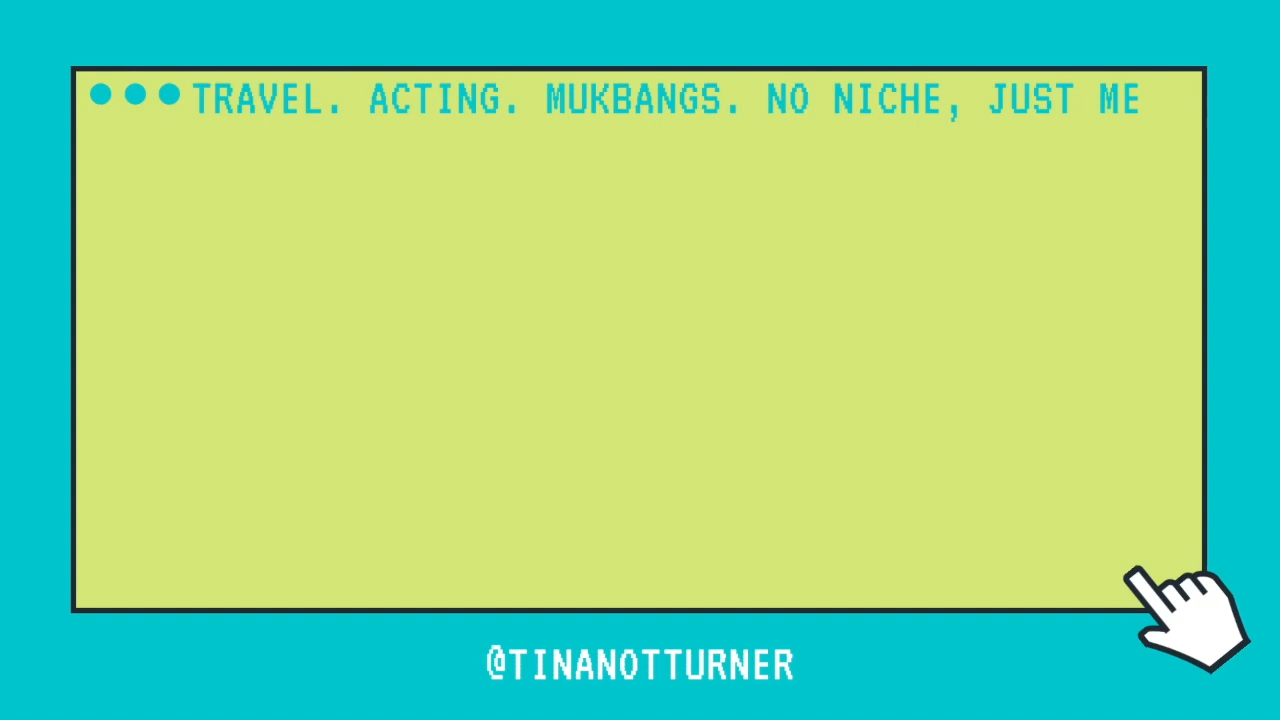 TRAVEL. ACTING. MUKBANGS. NO NICHE, JUST ME
@TINANOTTURNER